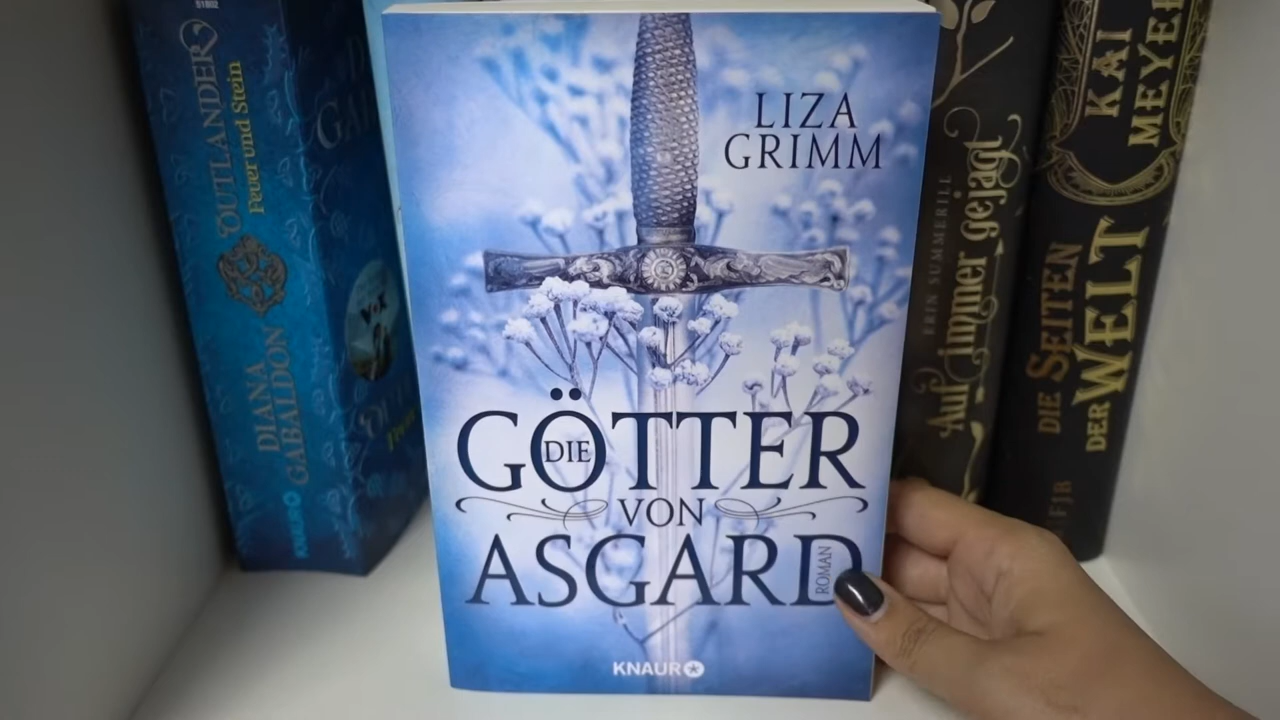 51802
OUTLANDER
Feuer und Stein
DIANA
GABALDON
KNAUR
LIZA
GRIMM
DIE
GÖTTER
VON
ASGARD
ROMAN
KNAUR
ERIN SUMMERILL
Auf immer gejagt
KAI
MEYER
DIE SEITEN
DER WELT
FJB